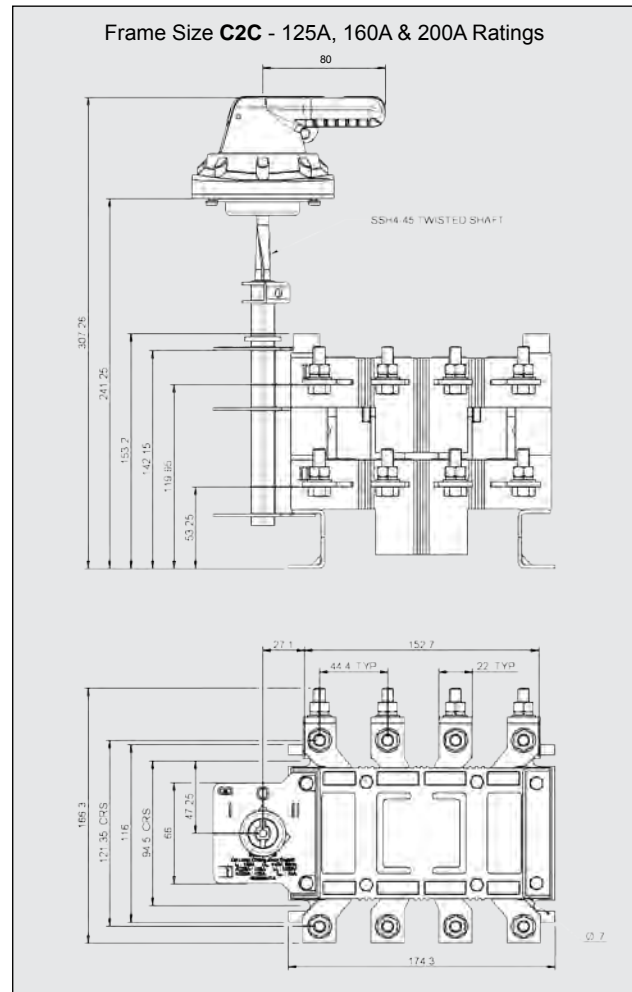 Frame Size C2C - 125A, 160A & 200A Ratings
80
SSH4-45 TWISTED SHAFT
307.25
241.25
153.2
142.15
119.95
53.25
27.1
152.7
44.4 TYP
22 TYP
166.3
121.35 CRS
116
94.5 CRS
66
47.25
I
O
II
174.3
Ø 7